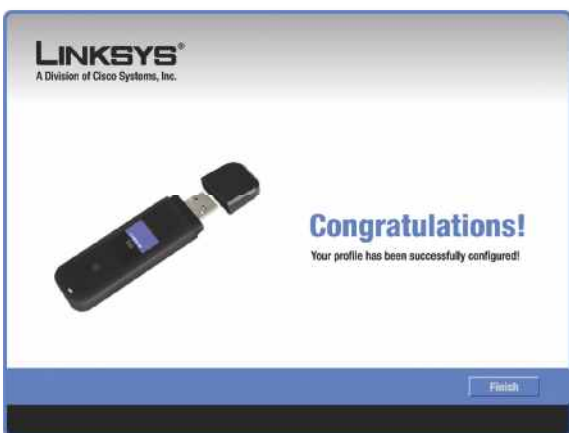 LINKSYS®
A Division of Cisco Systems, Inc.
Congratulations!
Your profile has been successfully configured!
Finish